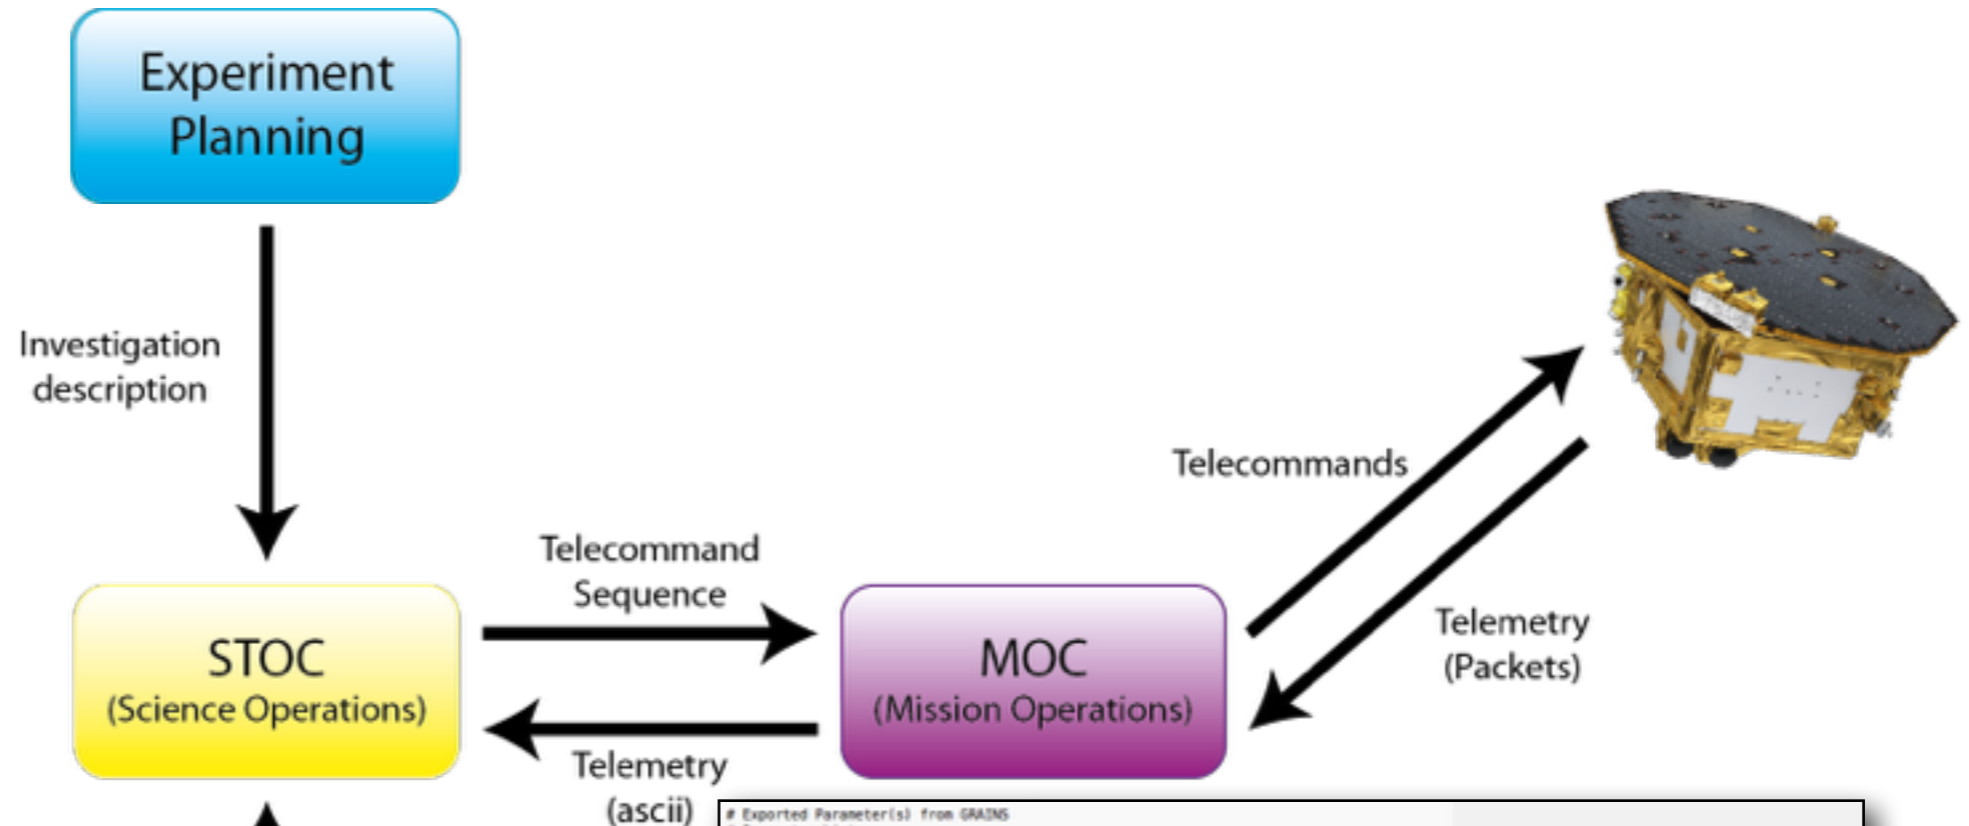 Experiment
Planning
Investigation
description
Telecommands
Telecommand
Sequence
Telemetry
(Packets)
STOC
(Science Operations)
MOC
(Mission Operations)
Telemetry
(ascii)
# Exported Parameter(s) from GRAINS